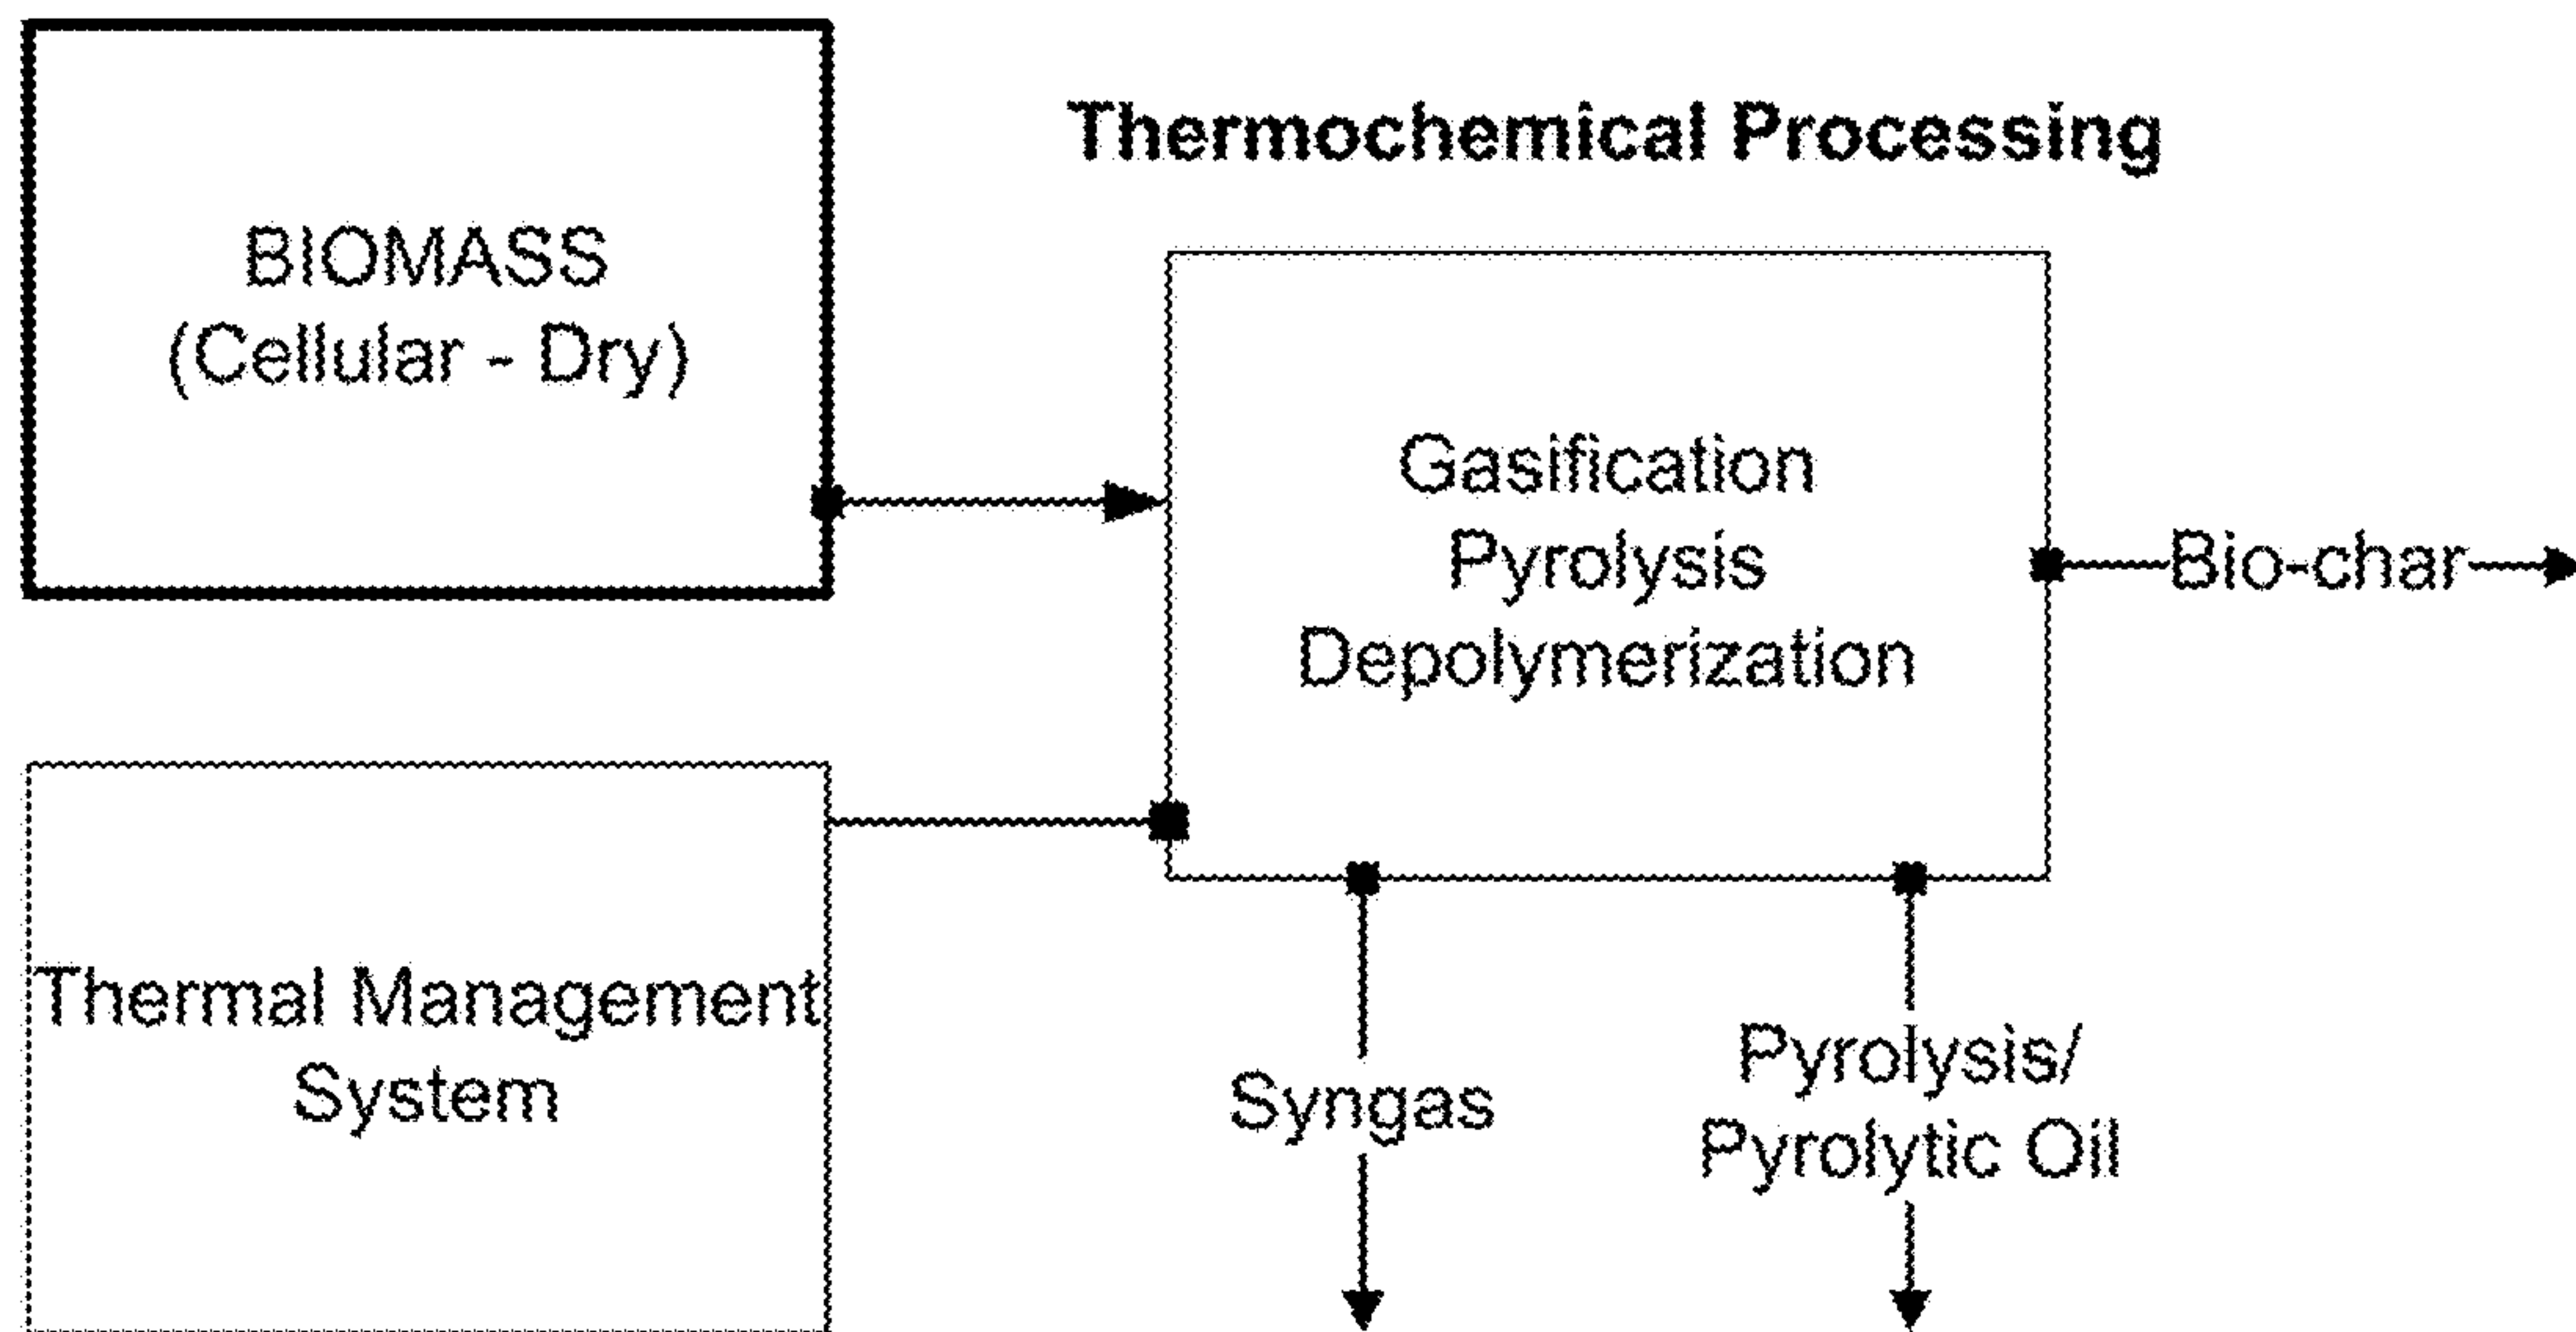 Thermochemical Processing
BIOMASS
(Cellular - Dry)
Gasification
Pyrolysis
Depolymerization
Bio-char
Thermal Management
System
Syngas
Pyrolysis/
Pyrolytic Oil